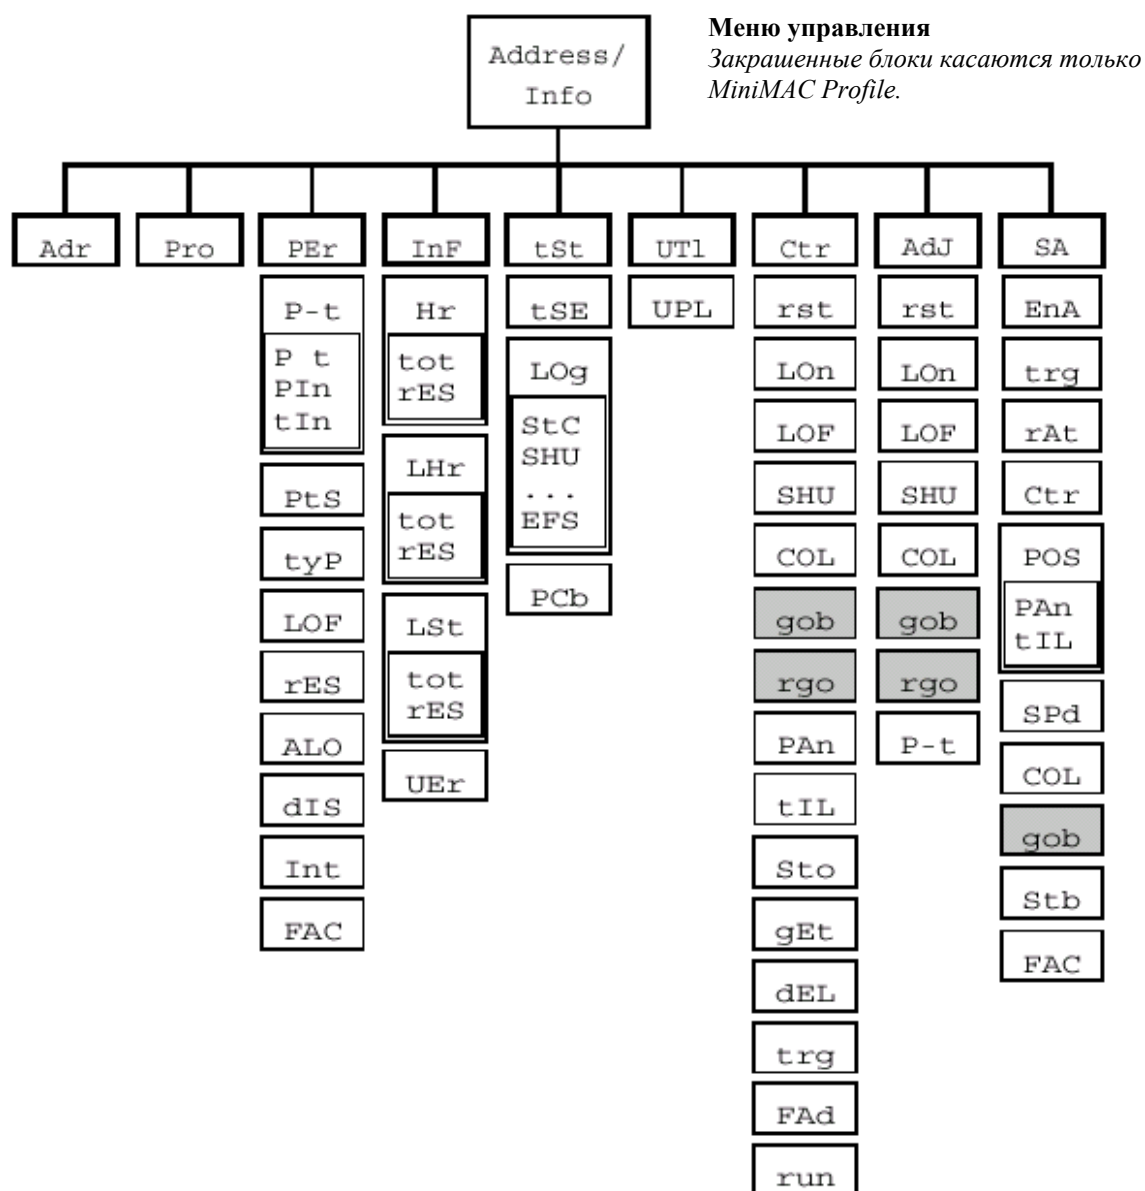 Address/
Info
Меню управления
Закрашенные блоки касаются только
MiniMAC Profile.
Adr
Pro
PEr
InF
tSt
UTl
Ctr
AdJ
SA
P-t
P t
PIn
tIn
PtS
tyP
LOF
rES
ALO
dIS
Int
FAC
Hr
tot
rES
LHr
tot
rES
LSt
tot
rES
UEr
tSE
LOg
StC
SHU
...
EFS
PCb
UPL
rst
LOn
LOF
SHU
COL
gob
rgo
PAn
tIL
Sto
gEt
dEL
trg
FAd
run
rst
LOn
LOF
SHU
COL
gob
rgo
P-t
EnA
trg
rAt
Ctr
POS
PAn
tIL
SPd
COL
gob
Stb
FAC